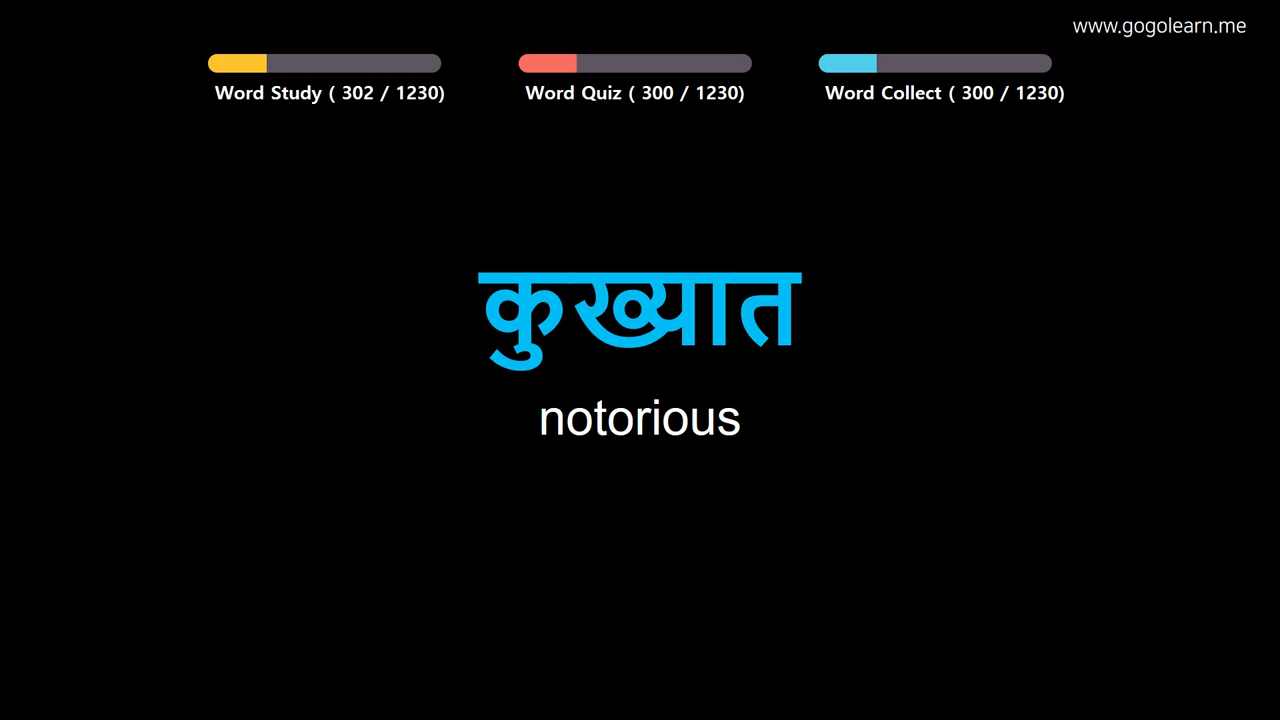 www.gogolearn.me
Word Study ( 302 / 1230)
Word Quiz ( 300 / 1230)
Word Collect ( 300 / 1230)
कुख्यात
notorious